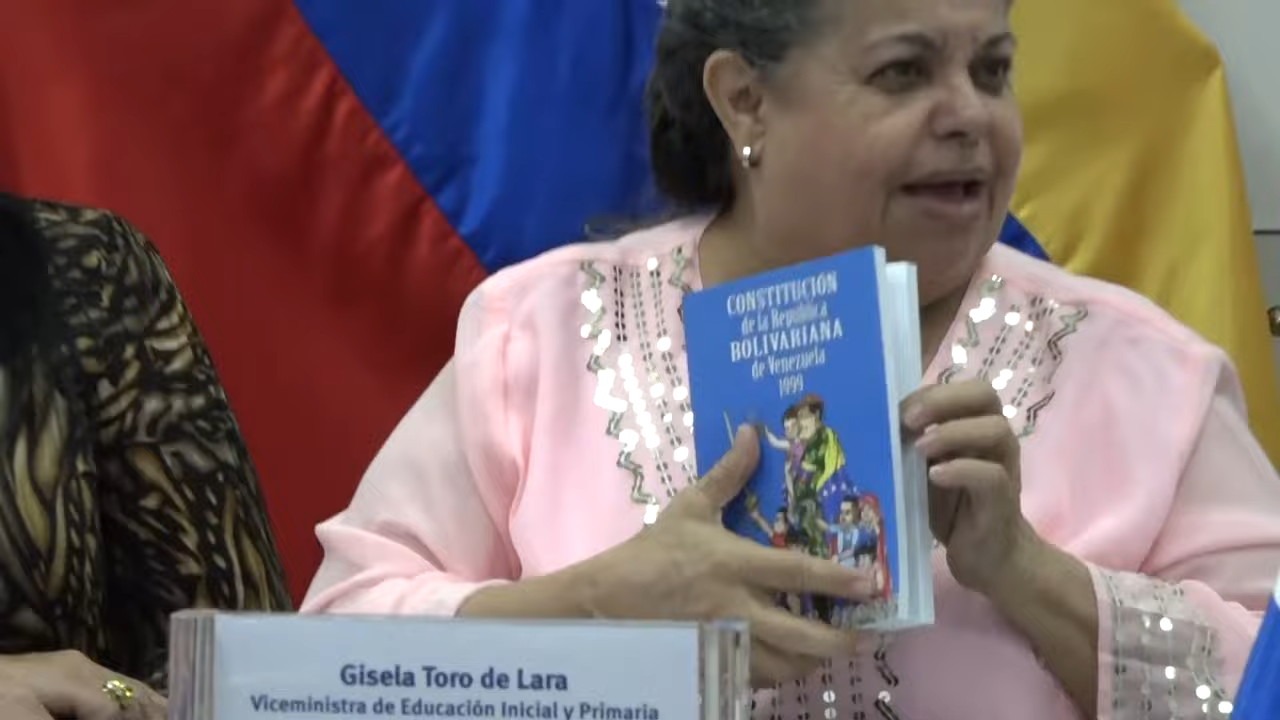 CONSTITUCIÓN
de la República
BOLIVARIANA
de Venezuela
1999
Gisela Toro de Lara
Viceministra de Educación Inicial y Primaria